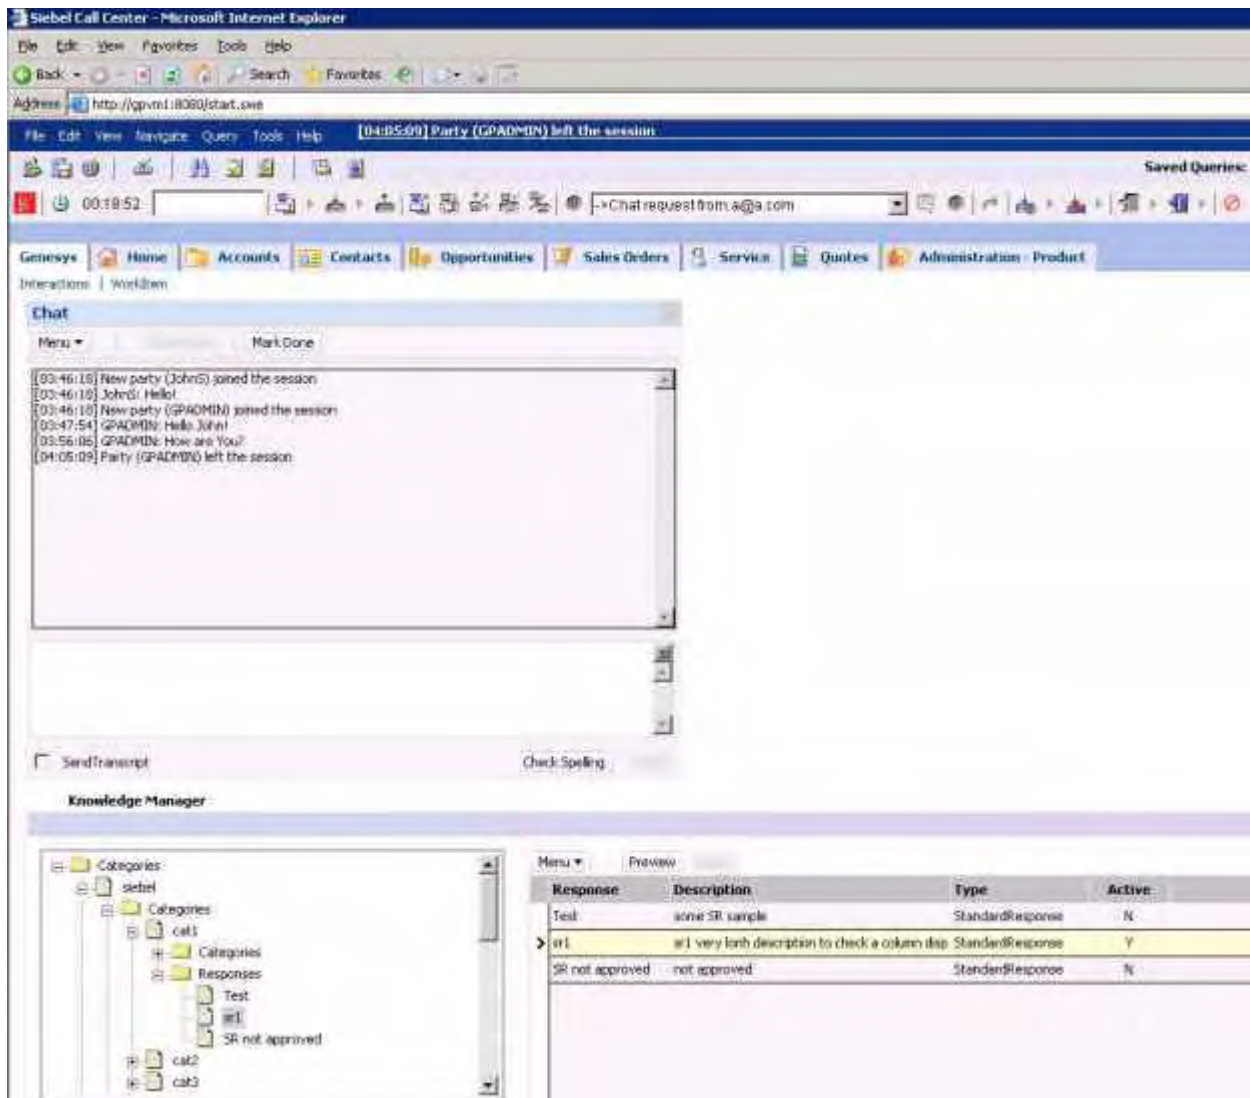 Siebel Call Center - Microsoft Internet Explorer
File Edit View Favorites Tools Help
Back Search Favorites
Address http://gpvm1:8080/start.swe
File Edit View Navigate Query Tools Help [04:05:09] Party (GPADMIN) left the session
Saved Queries:
00:18:52 ->Chat request from a@a.com
Genesys Home Accounts Contacts Opportunities Sales Orders Service Quotes Administration - Product
Interactions | WorkItem
Chat
Menu Mark Done
[03:46:18] New party (JohnS) joined the session
[03:46:18] JohnS: Hello!
[03:46:18] New party (GPADMIN) joined the session
[03:47:54] GPADMIN: Hello John!
[03:56:06] GPADMIN: How are You?
[04:05:09] Party (GPADMIN) left the session
SendTranscript Check Spelling
Knowledge Manager
Categories
siebel
Categories
cat1
Categories
Responses
Test
sr1
SR not approved
cat2
cat3
Menu Preview
Response Description Type Active
Test some SR sample StandardResponse N
sr1 sr1 very lonh description to check a column disp StandardResponse Y
SR not approved not approved StandardResponse N